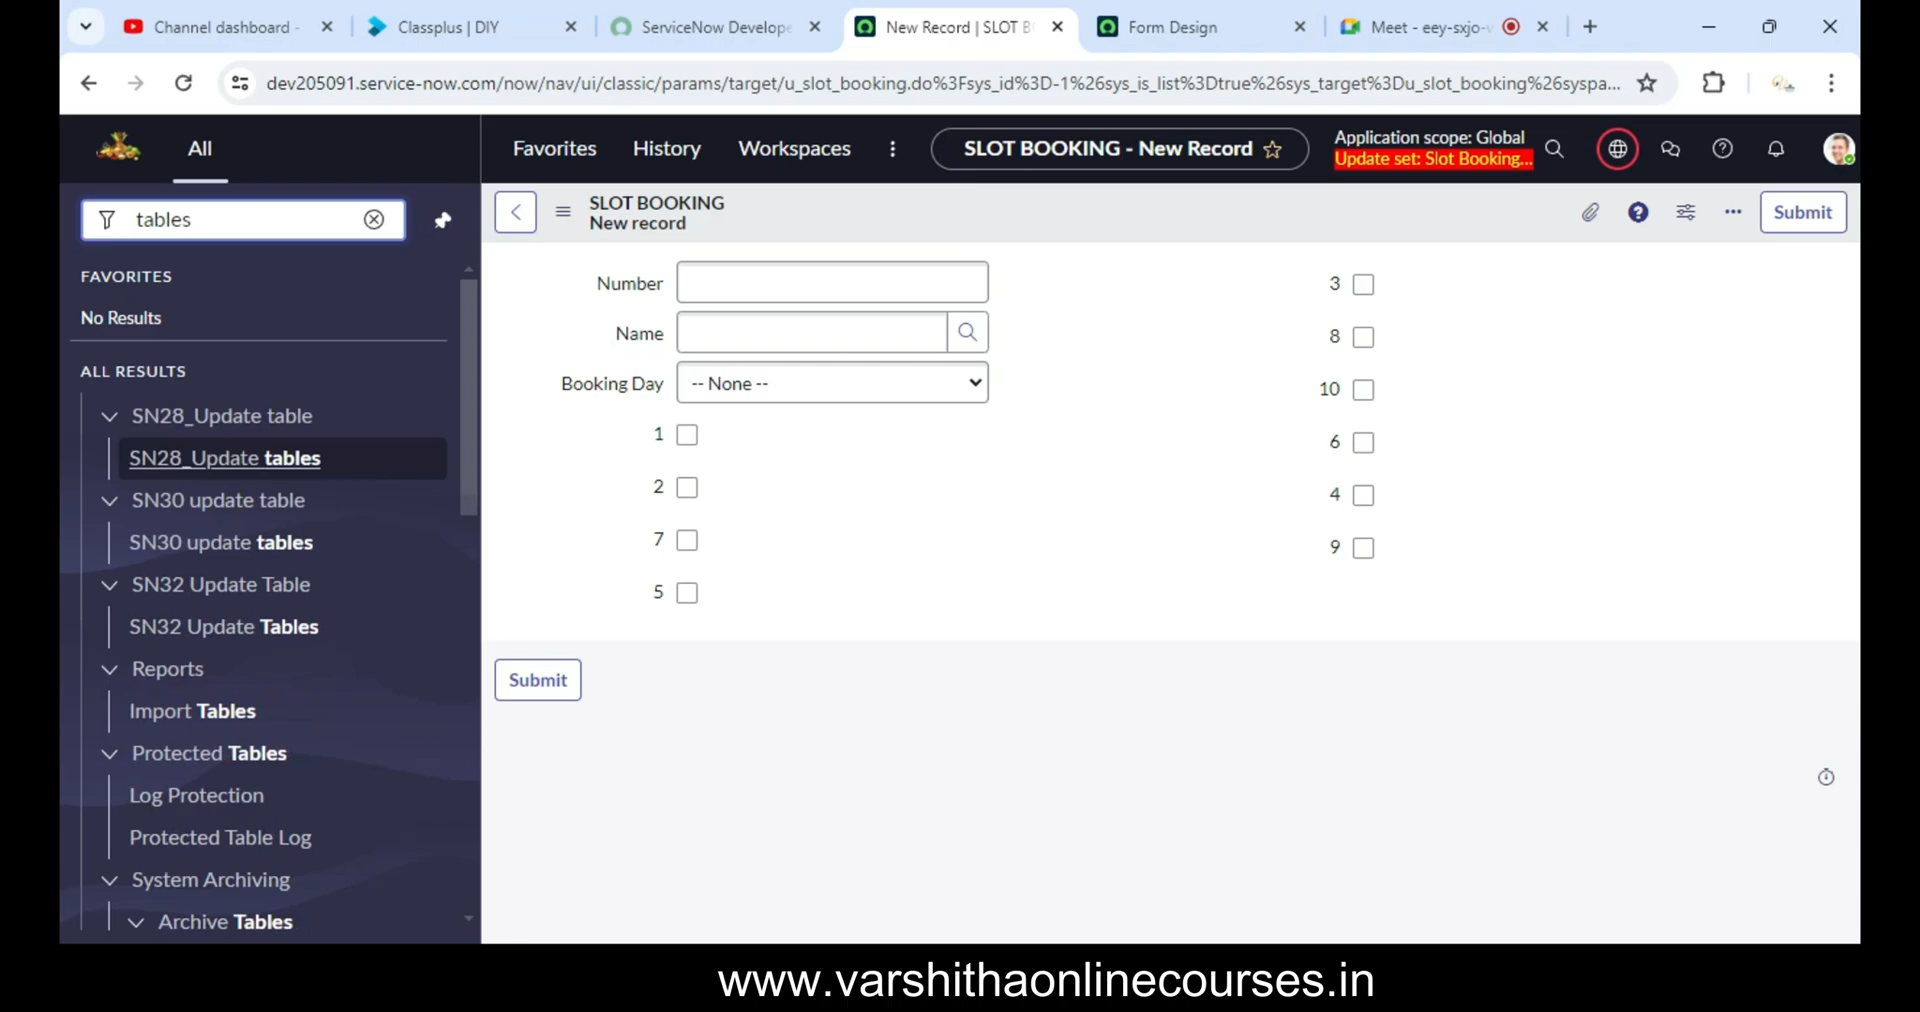 Channel dashboard -
Classplus | DIY
ServiceNow Develope
New Record | SLOT B
Form Design
Meet - eey-sxjo-v
dev205091.service-now.com/now/nav/ui/classic/params/target/u_slot_booking.do%3Fsys_id%3D-1%26sys_is_list%3Dtrue%26sys_target%3Du_slot_booking%26syspa...
All
Favorites
History
Workspaces
SLOT BOOKING - New Record
Application scope: Global
Update set: Slot Booking...
tables
SLOT BOOKING
New record
Submit
FAVORITES
No Results
ALL RESULTS
SN28_Update table
SN28_Update tables
SN30 update table
SN30 update tables
SN32 Update Table
SN32 Update Tables
Reports
Import Tables
Protected Tables
Log Protection
Protected Table Log
System Archiving
Archive Tables
Number
Name
Booking Day
-- None --
1
2
7
5
3
8
10
6
4
9
Submit
www.varshithaonlinecourses.in